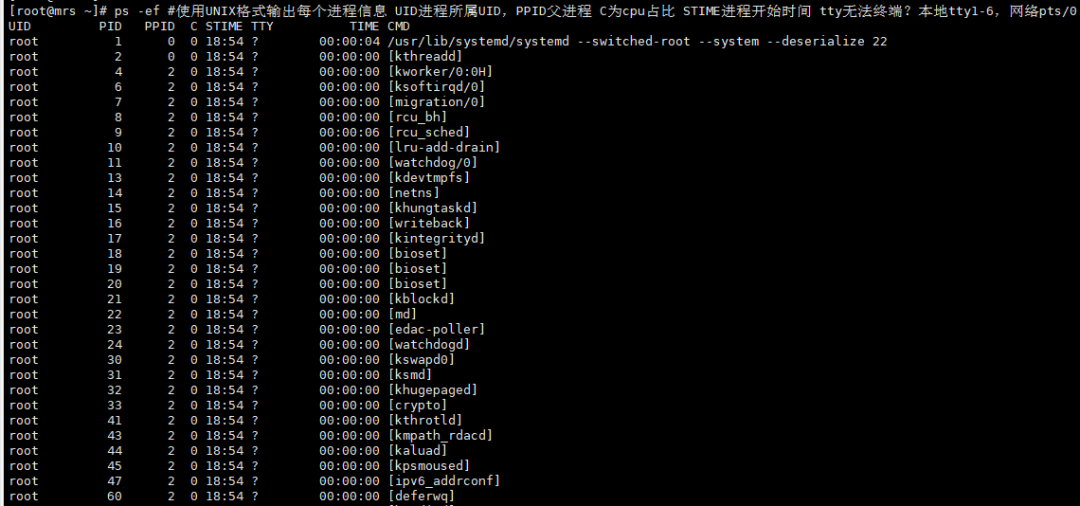 [root@mrs ~]# ps -ef #使用UNIX格式输出每个进程信息 UID进程所属UID，PPID父进程 C为cpu占比 STIME进程开始时间 tty无法终端? 本地tty1-6，网络pts/0
UID PID PPID C STIME TTY TIME CMD
root 1 0 0 18:54 ? 00:00:04 /usr/lib/systemd/systemd --switched-root --system --deserialize 22
root 2 0 0 18:54 ? 00:00:00 [kthreadd]
root 4 2 0 18:54 ? 00:00:00 [kworker/0:0H]
root 6 2 0 18:54 ? 00:00:00 [ksoftirqd/0]
root 7 2 0 18:54 ? 00:00:00 [migration/0]
root 8 2 0 18:54 ? 00:00:00 [rcu_bh]
root 9 2 0 18:54 ? 00:00:06 [rcu_sched]
root 10 2 0 18:54 ? 00:00:00 [lru-add-drain]
root 11 2 0 18:54 ? 00:00:00 [watchdog/0]
root 13 2 0 18:54 ? 00:00:00 [kdevtmpfs]
root 14 2 0 18:54 ? 00:00:00 [netns]
root 15 2 0 18:54 ? 00:00:00 [khungtaskd]
root 16 2 0 18:54 ? 00:00:00 [writeback]
root 17 2 0 18:54 ? 00:00:00 [kintegrityd]
root 18 2 0 18:54 ? 00:00:00 [bioset]
root 19 2 0 18:54 ? 00:00:00 [bioset]
root 20 2 0 18:54 ? 00:00:00 [bioset]
root 21 2 0 18:54 ? 00:00:00 [kblockd]
root 22 2 0 18:54 ? 00:00:00 [md]
root 23 2 0 18:54 ? 00:00:00 [edac-poller]
root 24 2 0 18:54 ? 00:00:00 [watchdogd]
root 30 2 0 18:54 ? 00:00:00 [kswapd0]
root 31 2 0 18:54 ? 00:00:00 [ksmd]
root 32 2 0 18:54 ? 00:00:00 [khugepaged]
root 33 2 0 18:54 ? 00:00:00 [crypto]
root 41 2 0 18:54 ? 00:00:00 [kthrotld]
root 43 2 0 18:54 ? 00:00:00 [kmpath_rdacd]
root 44 2 0 18:54 ? 00:00:00 [kaluad]
root 45 2 0 18:54 ? 00:00:00 [kpsmoused]
root 47 2 0 18:54 ? 00:00:00 [ipv6_addrconf]
root 60 2 0 18:54 ? 00:00:00 [deferwq]